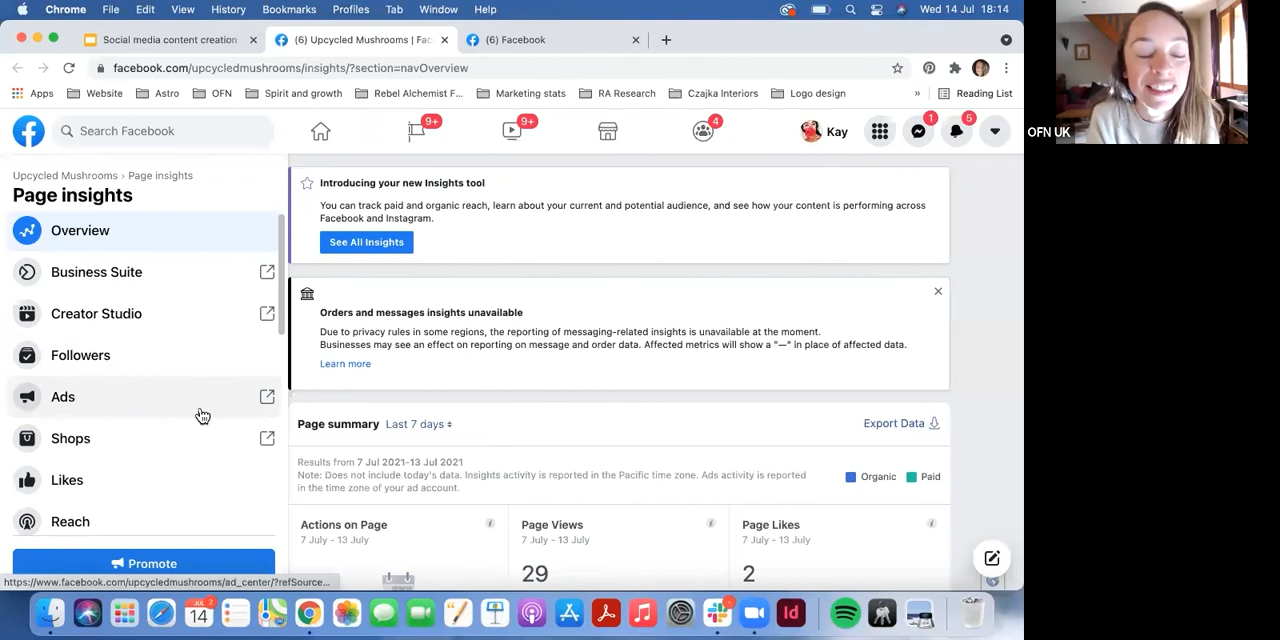 Chrome File Edit View History Bookmarks Profiles Tab Window Help Wed 14 Jul 18:14
Social media content creation (6) Upcycled Mushrooms | Fac (6) Facebook
facebook.com/upcycledmushrooms/insights/?section=navOverview
Apps Website Astro OFN Spirit and growth Rebel Alchemist F... Marketing stats RA Research Czajka Interiors Logo design » Reading List
Search Facebook 9+ 9+ 4 Kay 1 5
OFN UK
Upcycled Mushrooms › Page insights
Page insights
Overview
Business Suite
Creator Studio
Followers
Ads
Shops
Likes
Reach
Promote
https://www.facebook.com/upcycledmushrooms/ad_center/?refSource...
Introducing your new Insights tool
You can track paid and organic reach, learn about your current and potential audience, and see how your content is performing across
Facebook and Instagram.
See All Insights
Orders and messages insights unavailable
Due to privacy rules in some regions, the reporting of messaging-related insights is unavailable at the moment.
Businesses may see an effect on reporting on message and order data. Affected metrics will show a "—" in place of affected data.
Learn more
Page summary Last 7 days Export Data
Results from 7 Jul 2021-13 Jul 2021
Note: Does not include today's data. Insights activity is reported in the Pacific time zone. Ads activity is reported
in the time zone of your ad account.
Organic Paid
Actions on Page Page Views Page Likes
7 July - 13 July 7 July - 13 July 7 July - 13 July
29 2
JUL 2
14
Id